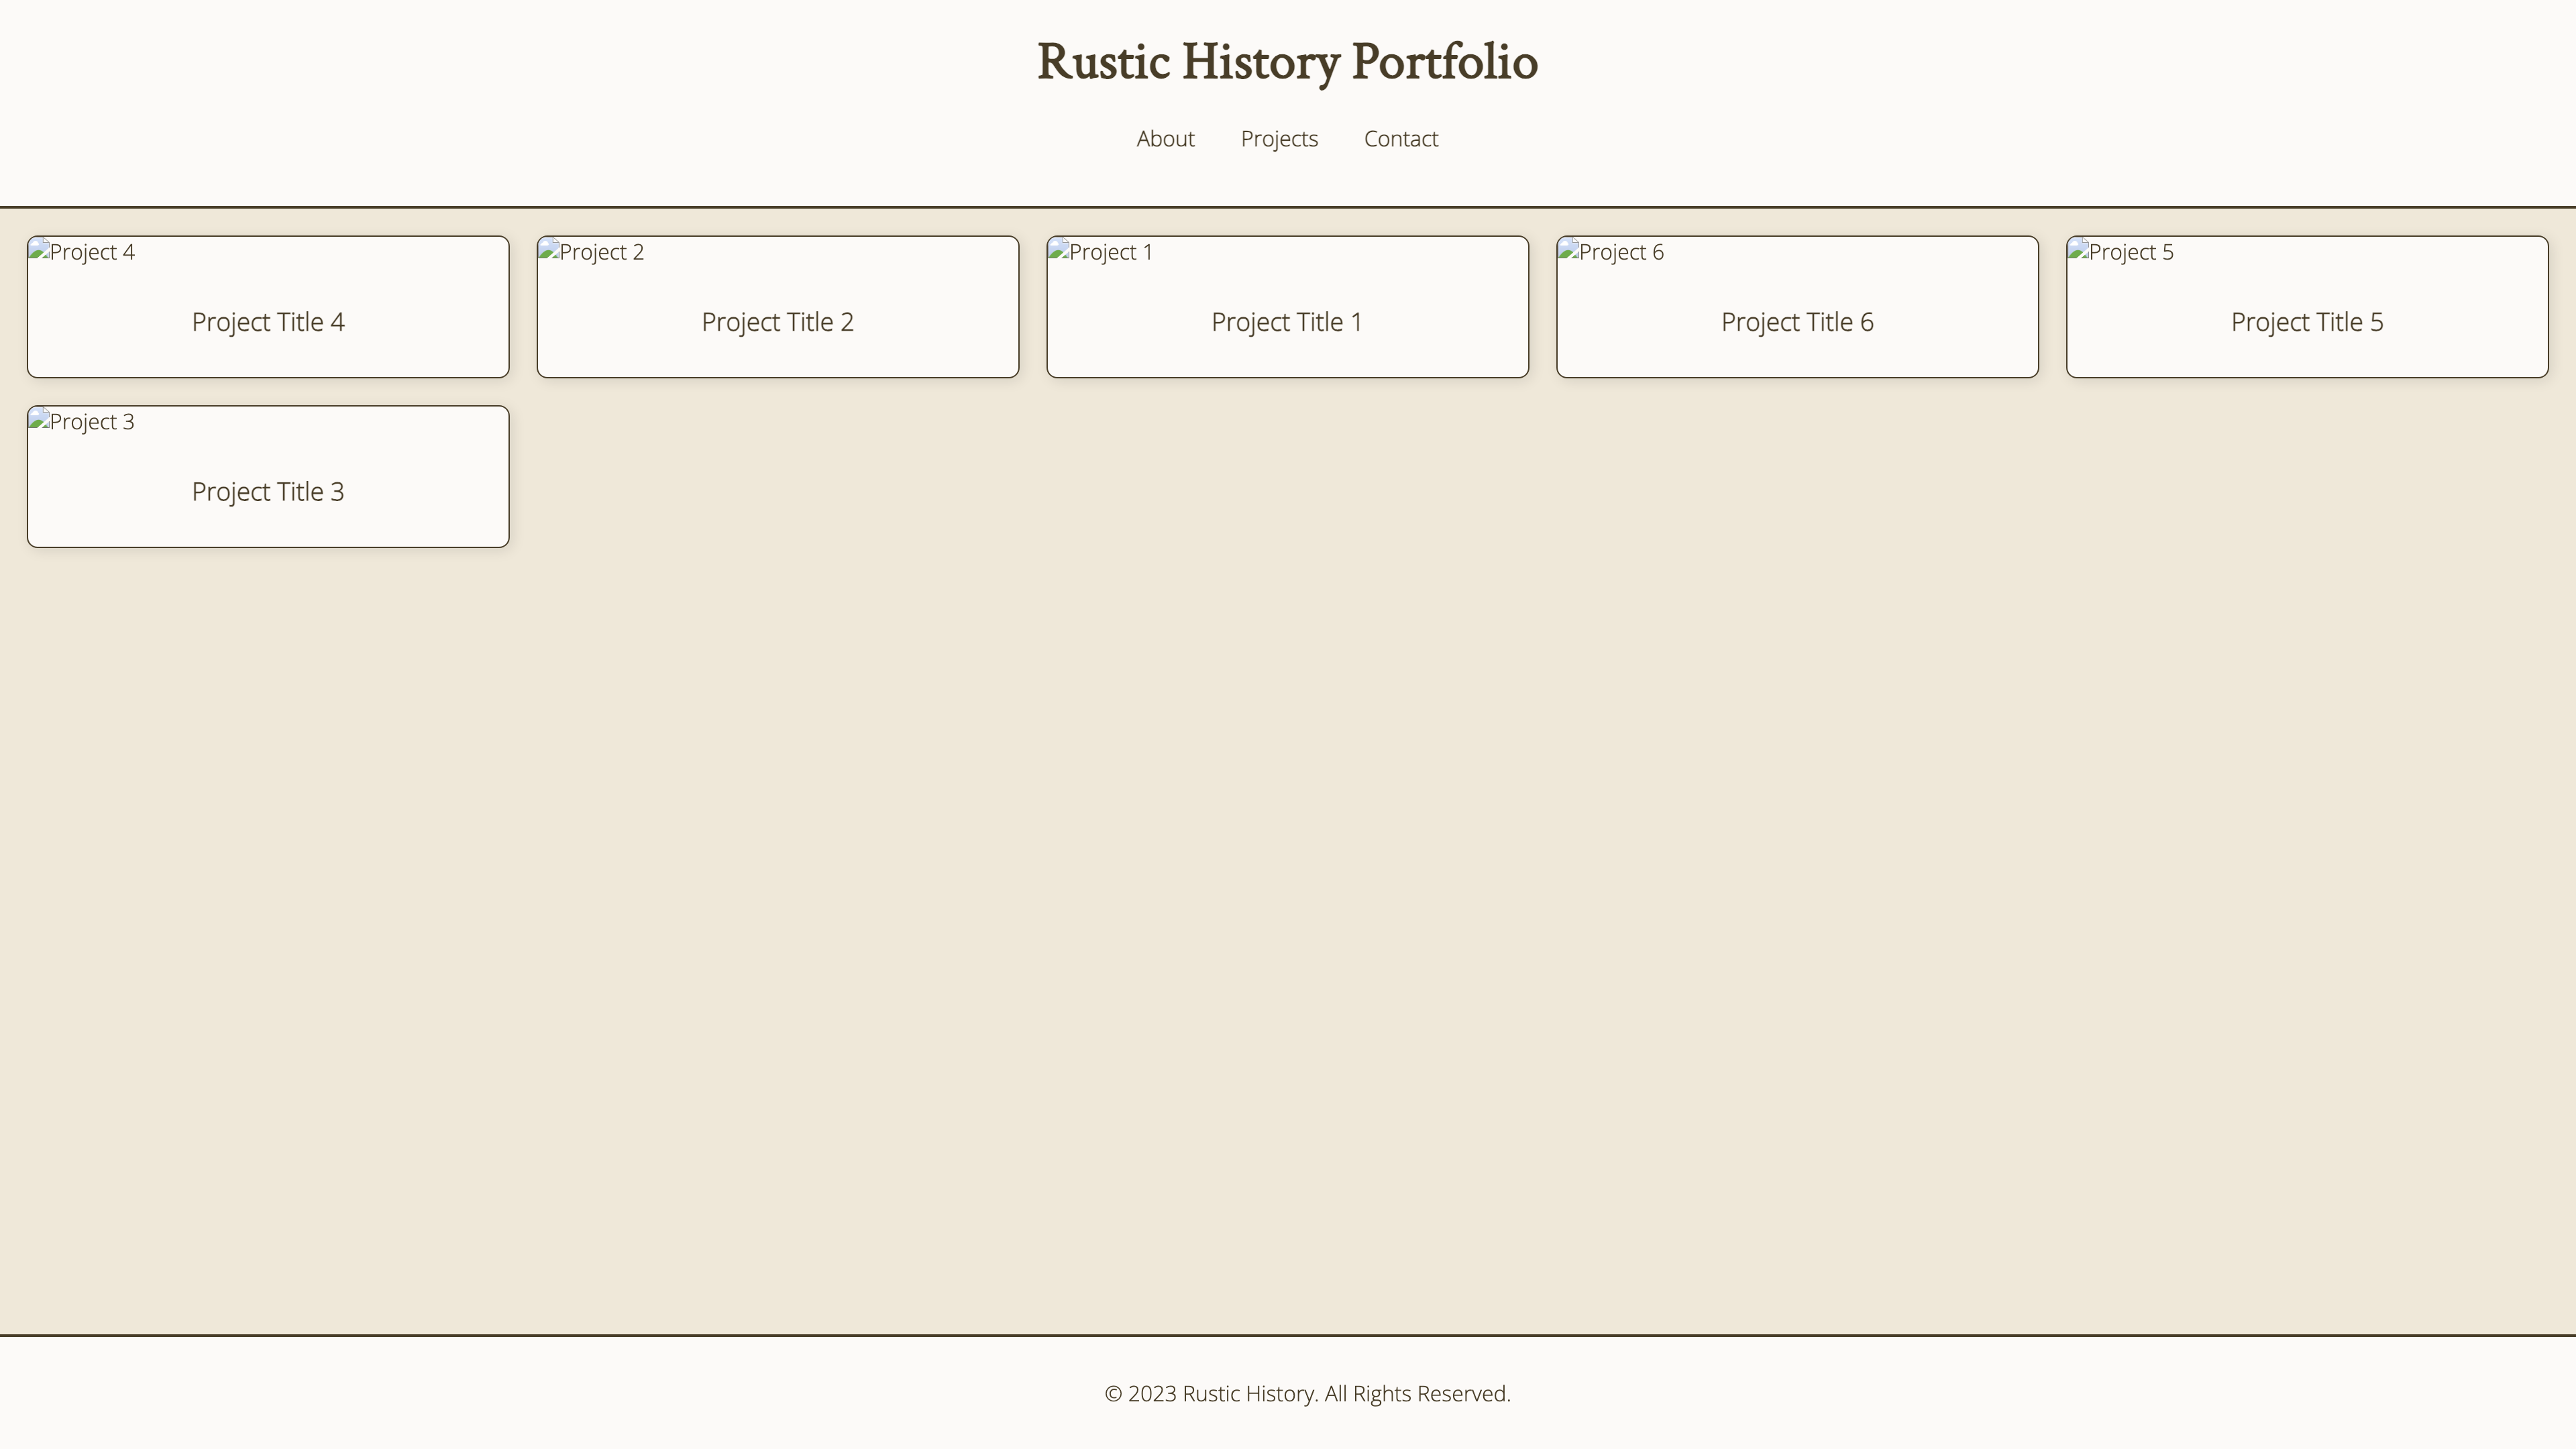 Rustic History Portfolio
About Projects Contact
Project 4
Project Title 4
Project 2
Project Title 2
Project 1
Project Title 1
Project 6
Project Title 6
Project 5
Project Title 5
Project 3
Project Title 3
© 2023 Rustic History. All Rights Reserved.